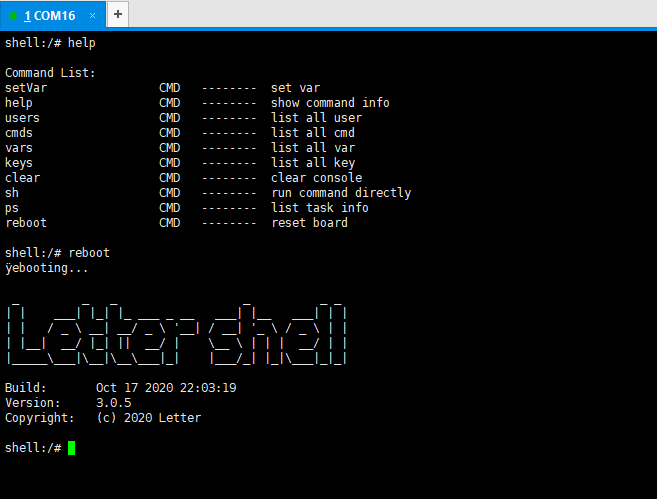 1 COM16 × +
shell:/# help
Command List:
setVar CMD -------- set var
help CMD -------- show command info
users CMD -------- list all user
cmds CMD -------- list all cmd
vars CMD -------- list all var
keys CMD -------- list all key
clear CMD -------- clear console
sh CMD -------- run command directly
ps CMD -------- list task info
reboot CMD -------- reset board
shell:/# reboot
ÿebooting...
Letter shell
Build: Oct 17 2020 22:03:19
Version: 3.0.5
Copyright: (c) 2020 Letter
shell:/#